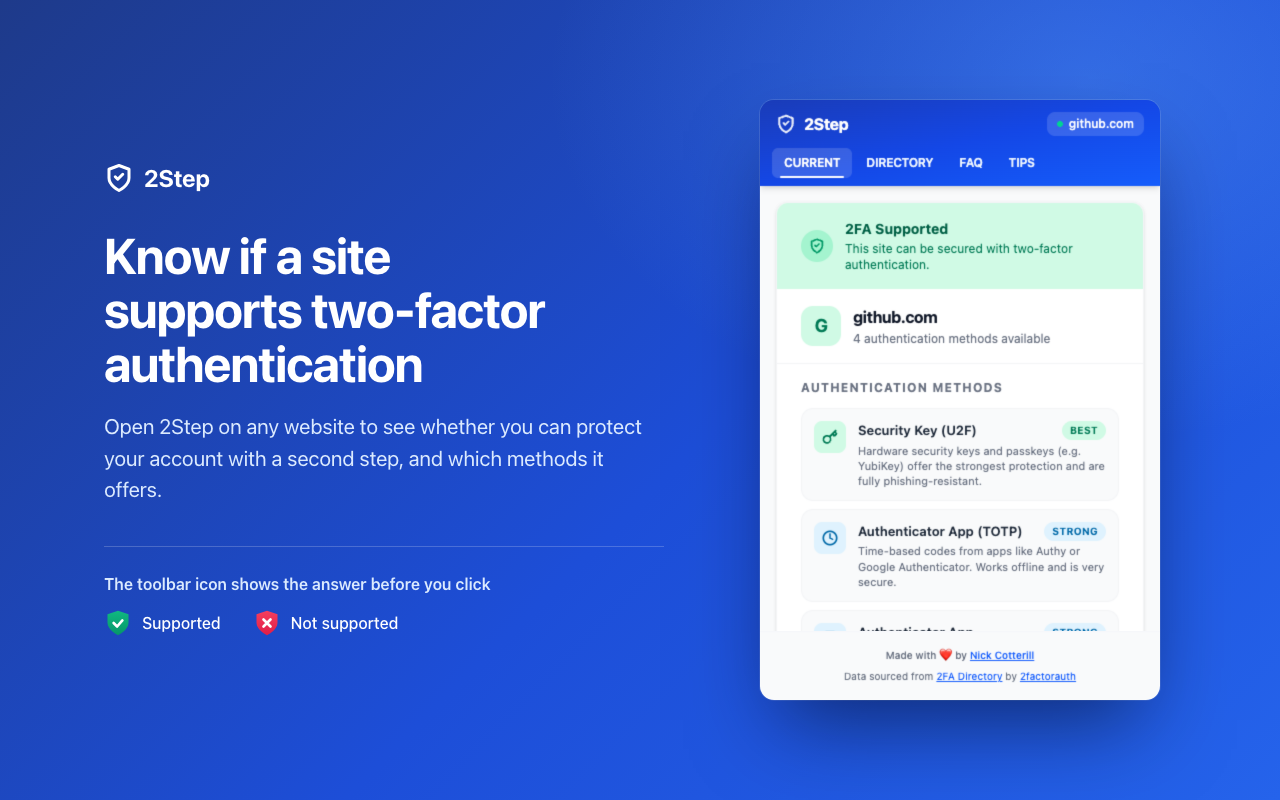 2Step
Know if a site
supports two-factor
authentication
Open 2Step on any website to see whether you can protect
your account with a second step, and which methods it
offers.
The toolbar icon shows the answer before you click
Supported
Not supported
2Step
github.com
CURRENT
DIRECTORY
FAQ
TIPS
2FA Supported
This site can be secured with two-factor
authentication.
G
github.com
4 authentication methods available
AUTHENTICATION METHODS
Security Key (U2F)
BEST
Hardware security keys and passkeys (e.g.
YubiKey) offer the strongest protection and are
fully phishing-resistant.
Authenticator App (TOTP)
STRONG
Time-based codes from apps like Authy or
Google Authenticator. Works offline and is very
secure.
Authenticator App
STRONG
Made with ❤️ by Nick Cotterill
Data sourced from 2FA Directory by 2factorauth